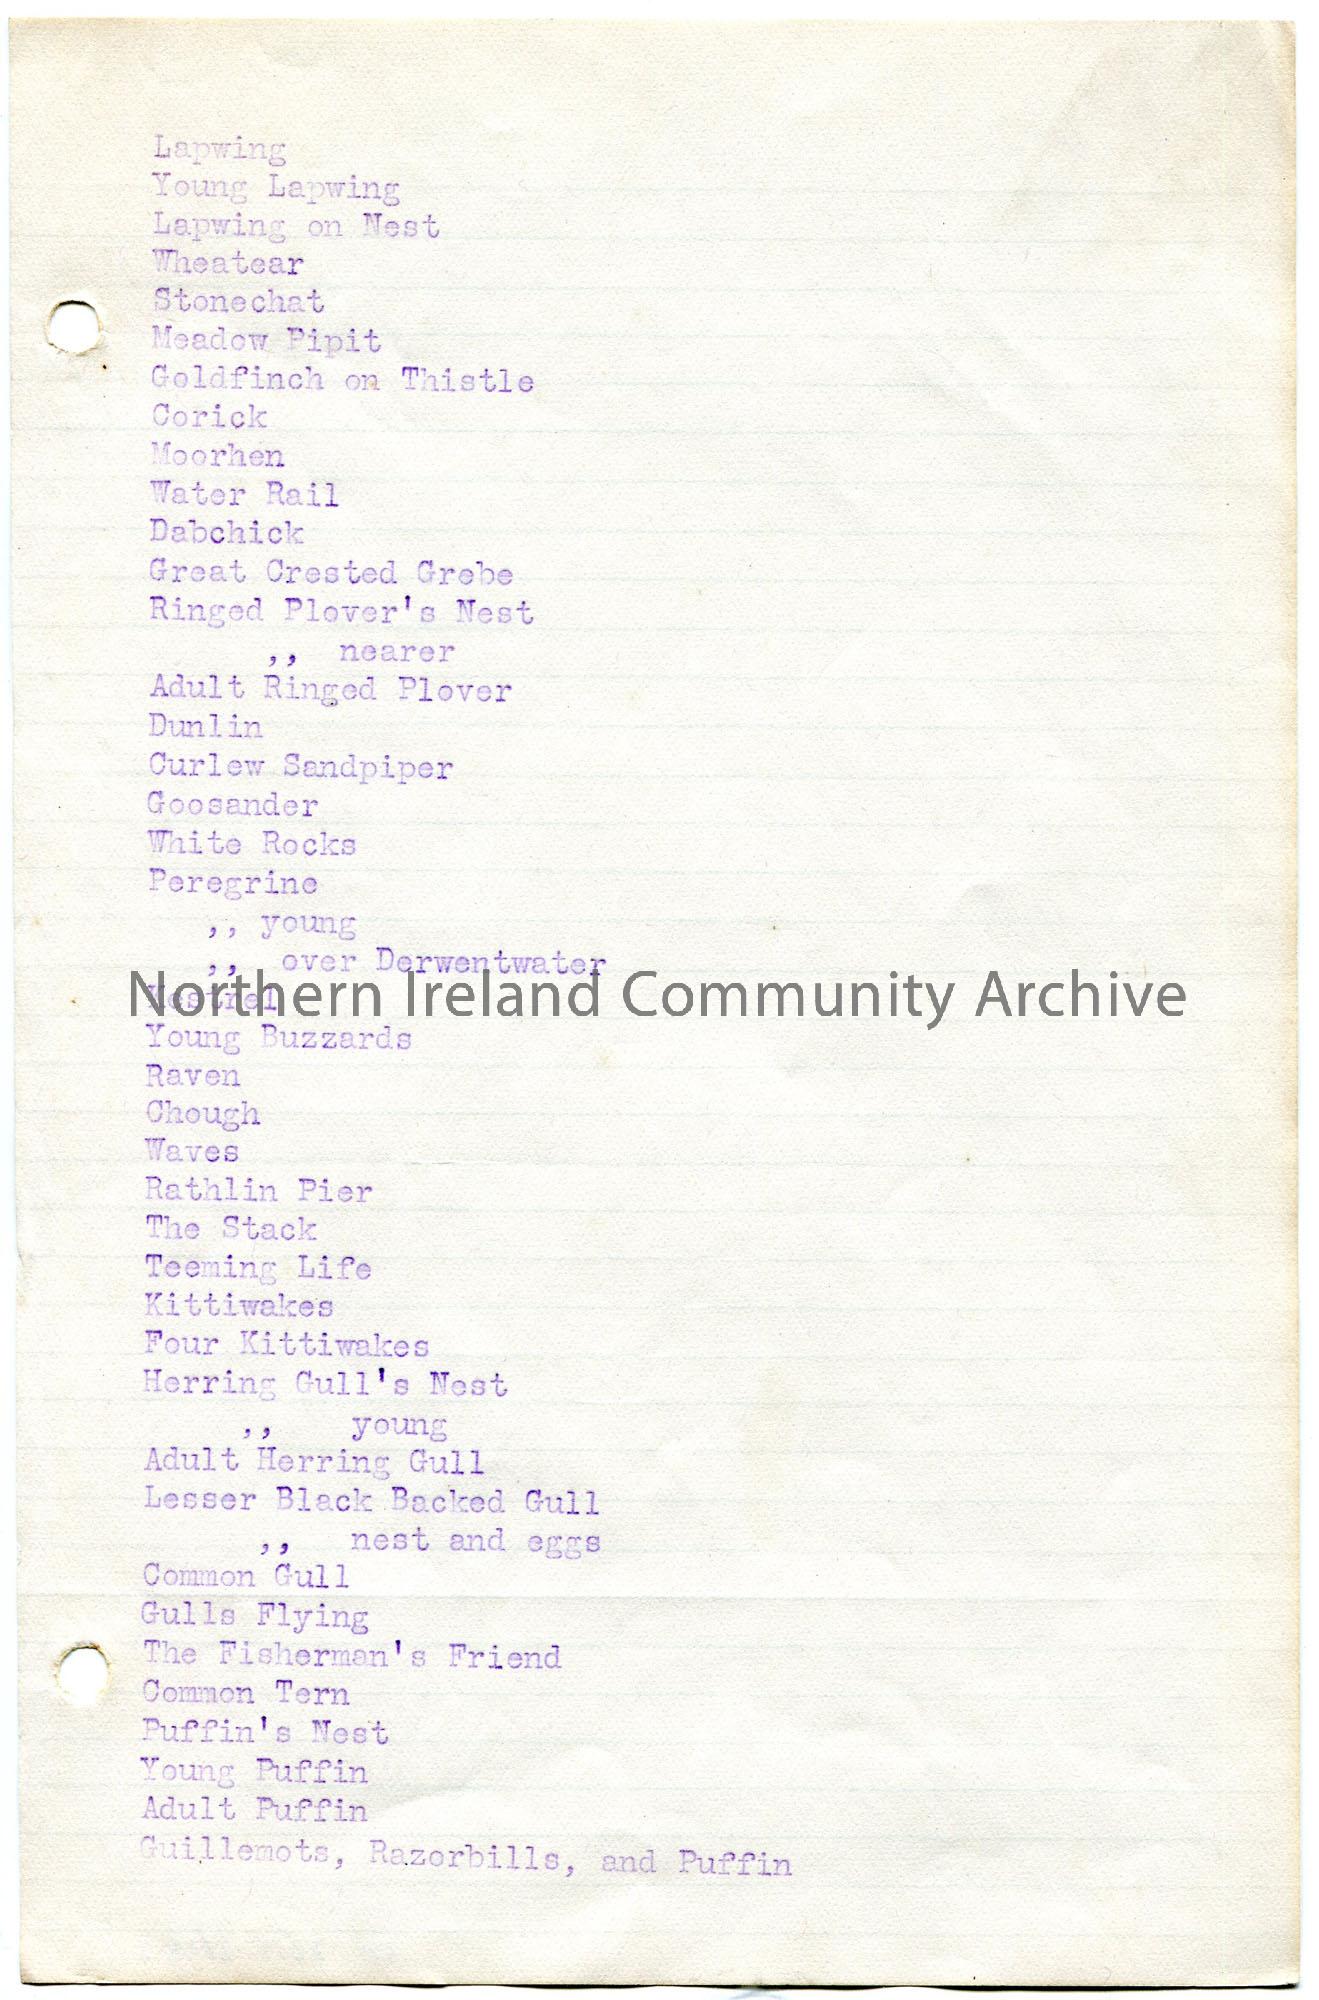 Lapwing
Young Lapwing
Lapwing on Nest
Wheatear
Stonechat
Meadow Pipit
Goldfinch on Thistle
Corick
Moorhen
Water Rail
Dabchick
Great Crested Grebe
Ringed Plover's Nest
,, nearer
Adult Ringed Plover
Dunlin
Curlew Sandpiper
Goosander
White Rocks
Peregrine
,, young
,, over Derwentwater
Kestrel
Northern Ireland Community Archive
Young Buzzards
Raven
Chough
Waves
Rathlin Pier
The Stack
Teeming Life
Kittiwakes
Four Kittiwakes
Herring Gull's Nest
,, young
Adult Herring Gull
Lesser Black Backed Gull
,, nest and eggs
Common Gull
Gulls Flying
The Fisherman's Friend
Common Tern
Puffin's Nest
Young Puffin
Adult Puffin
Guillemots, Razorbills, and Puffin